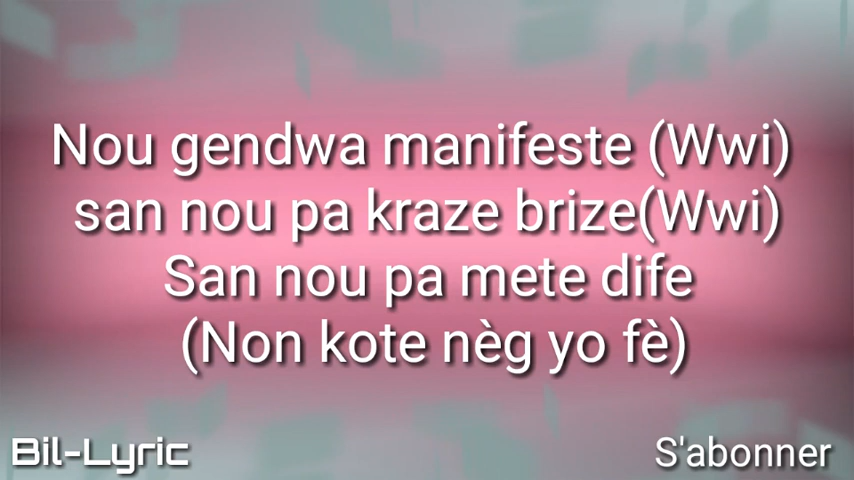 Nou gendwa manifeste (Wwi)
san nou pa kraze brize(Wwi)
San nou pa mete dife
(Non kote nèg yo fè)
Bil-Lyric
S'abonner